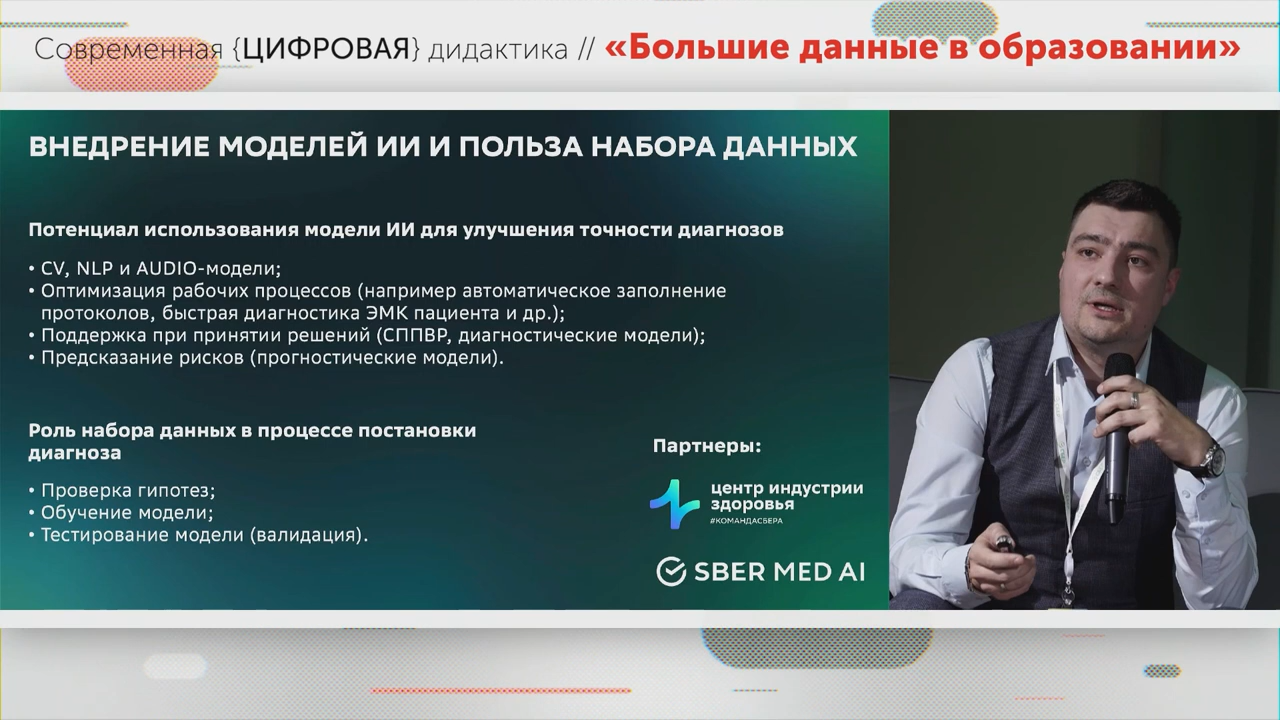 Современная {ЦИФРОВАЯ} дидактика // «Большие данные в образовании»
ВНЕДРЕНИЕ МОДЕЛЕЙ ИИ И ПОЛЬЗА НАБОРА ДАННЫХ
Потенциал использования модели ИИ для улучшения точности диагнозов
• CV, NLP и AUDIO-модели;
• Оптимизация рабочих процессов (например автоматическое заполнение
протоколов, быстрая диагностика ЭМК пациента и др.);
• Поддержка при принятии решений (СППВР, диагностические модели);
• Предсказание рисков (прогностические модели).
Роль набора данных в процессе постановки
диагноза
• Проверка гипотез;
• Обучение модели;
• Тестирование модели (валидация).
Партнеры:
центр индустрии
здоровья
#КОМАНДАСБЕРА
SBER MED AI